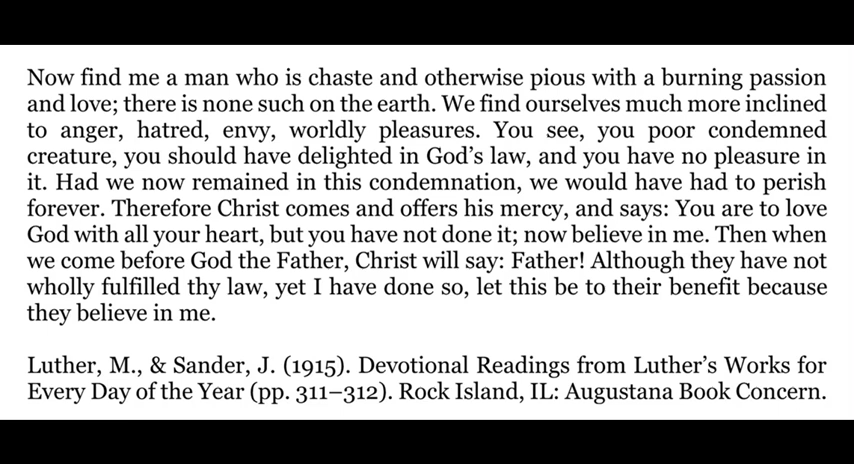 Now find me a man who is chaste and otherwise pious with a burning passion
and love; there is none such on the earth. We find ourselves much more inclined
to anger, hatred, envy, worldly pleasures. You see, you poor condemned
creature, you should have delighted in God’s law, and you have no pleasure in
it. Had we now remained in this condemnation, we would have had to perish
forever. Therefore Christ comes and offers his mercy, and says: You are to love
God with all your heart, but you have not done it; now believe in me. Then when
we come before God the Father, Christ will say: Father! Although they have not
wholly fulfilled thy law, yet I have done so, let this be to their benefit because
they believe in me.
Luther, M., & Sander, J. (1915). Devotional Readings from Luther’s Works for
Every Day of the Year (pp. 311–312). Rock Island, IL: Augustana Book Concern.